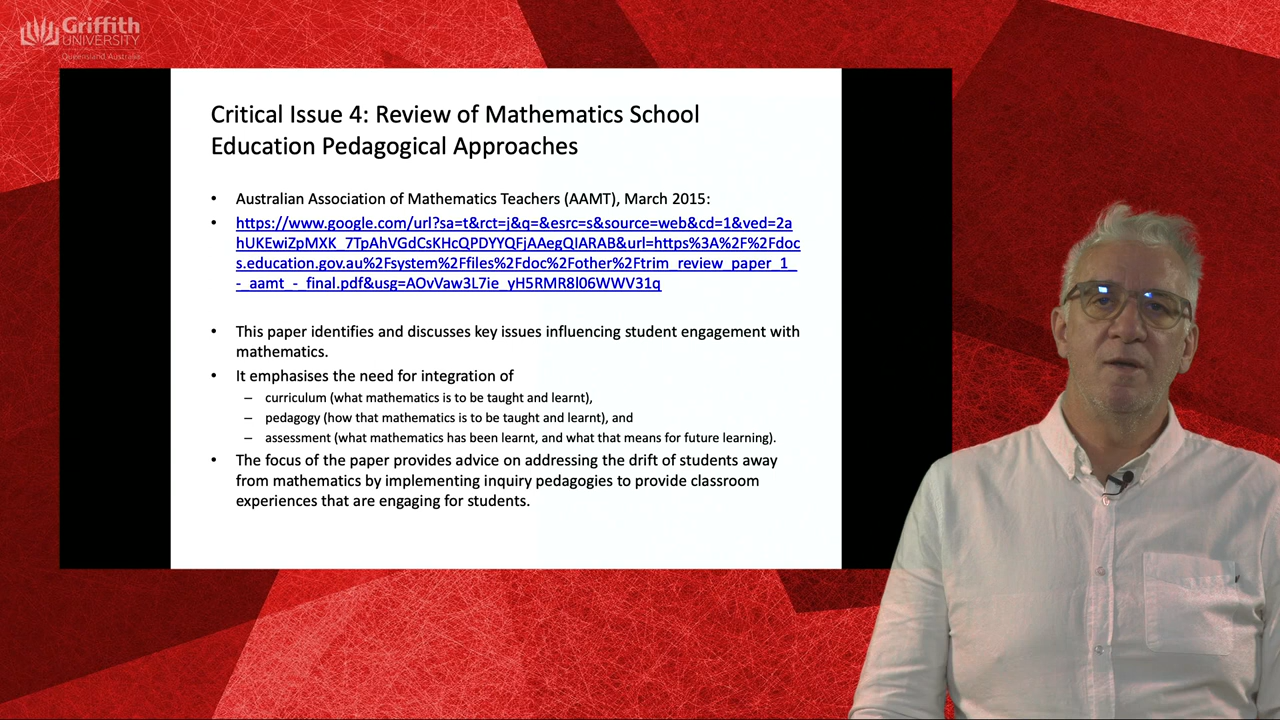 Griffith
UNIVERSITY
Queensland, Australia
Critical Issue 4: Review of Mathematics School
Education Pedagogical Approaches
• Australian Association of Mathematics Teachers (AAMT), March 2015:
• https://www.google.com/url?sa=t&rct=j&q=&esrc=s&source=web&cd=1&ved=2a
hUKEwiZpMXK_7TpAhVGdCsKHcQPDYYQFjAAegQIARAB&url=https%3A%2F%2Fdoc
s.education.gov.au%2Fsystem%2Ffiles%2Fdoc%2Fother%2Ftrim_review_paper_1_
-_aamt_-_final.pdf&usg=AOvVaw3L7ie_yH5RMR8l06WWV31q
• This paper identifies and discusses key issues influencing student engagement with
mathematics.
• It emphasises the need for integration of
– curriculum (what mathematics is to be taught and learnt),
– pedagogy (how that mathematics is to be taught and learnt), and
– assessment (what mathematics has been learnt, and what that means for future learning).
• The focus of the paper provides advice on addressing the drift of students away
from mathematics by implementing inquiry pedagogies to provide classroom
experiences that are engaging for students.